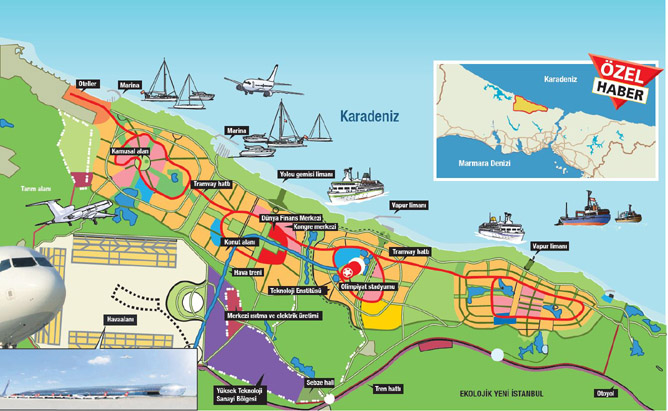 Oteller
Marina
Karadeniz
ÖZEL
HABER
Karadeniz
Marmara Denizi
Marina
Kamusal alan
Yolcu gemisi limanı
Tarım alanı
Tramvay hattı
Vapur limanı
Dünya Finans Merkezi
Kongre merkezi
Konut alanı
Tramvay hattı
Vapur limanı
Hava treni
Teknoloji Enstitüsü
Olimpiyat stadyumu
Havaalanı
Merkezi ısıtma ve elektrik üretimi
Sebze hali
Yüksek Teknoloji
Sanayi Bölgesi
Tren hattı
EKOLOJİK YENİ İSTANBUL
Otoyol